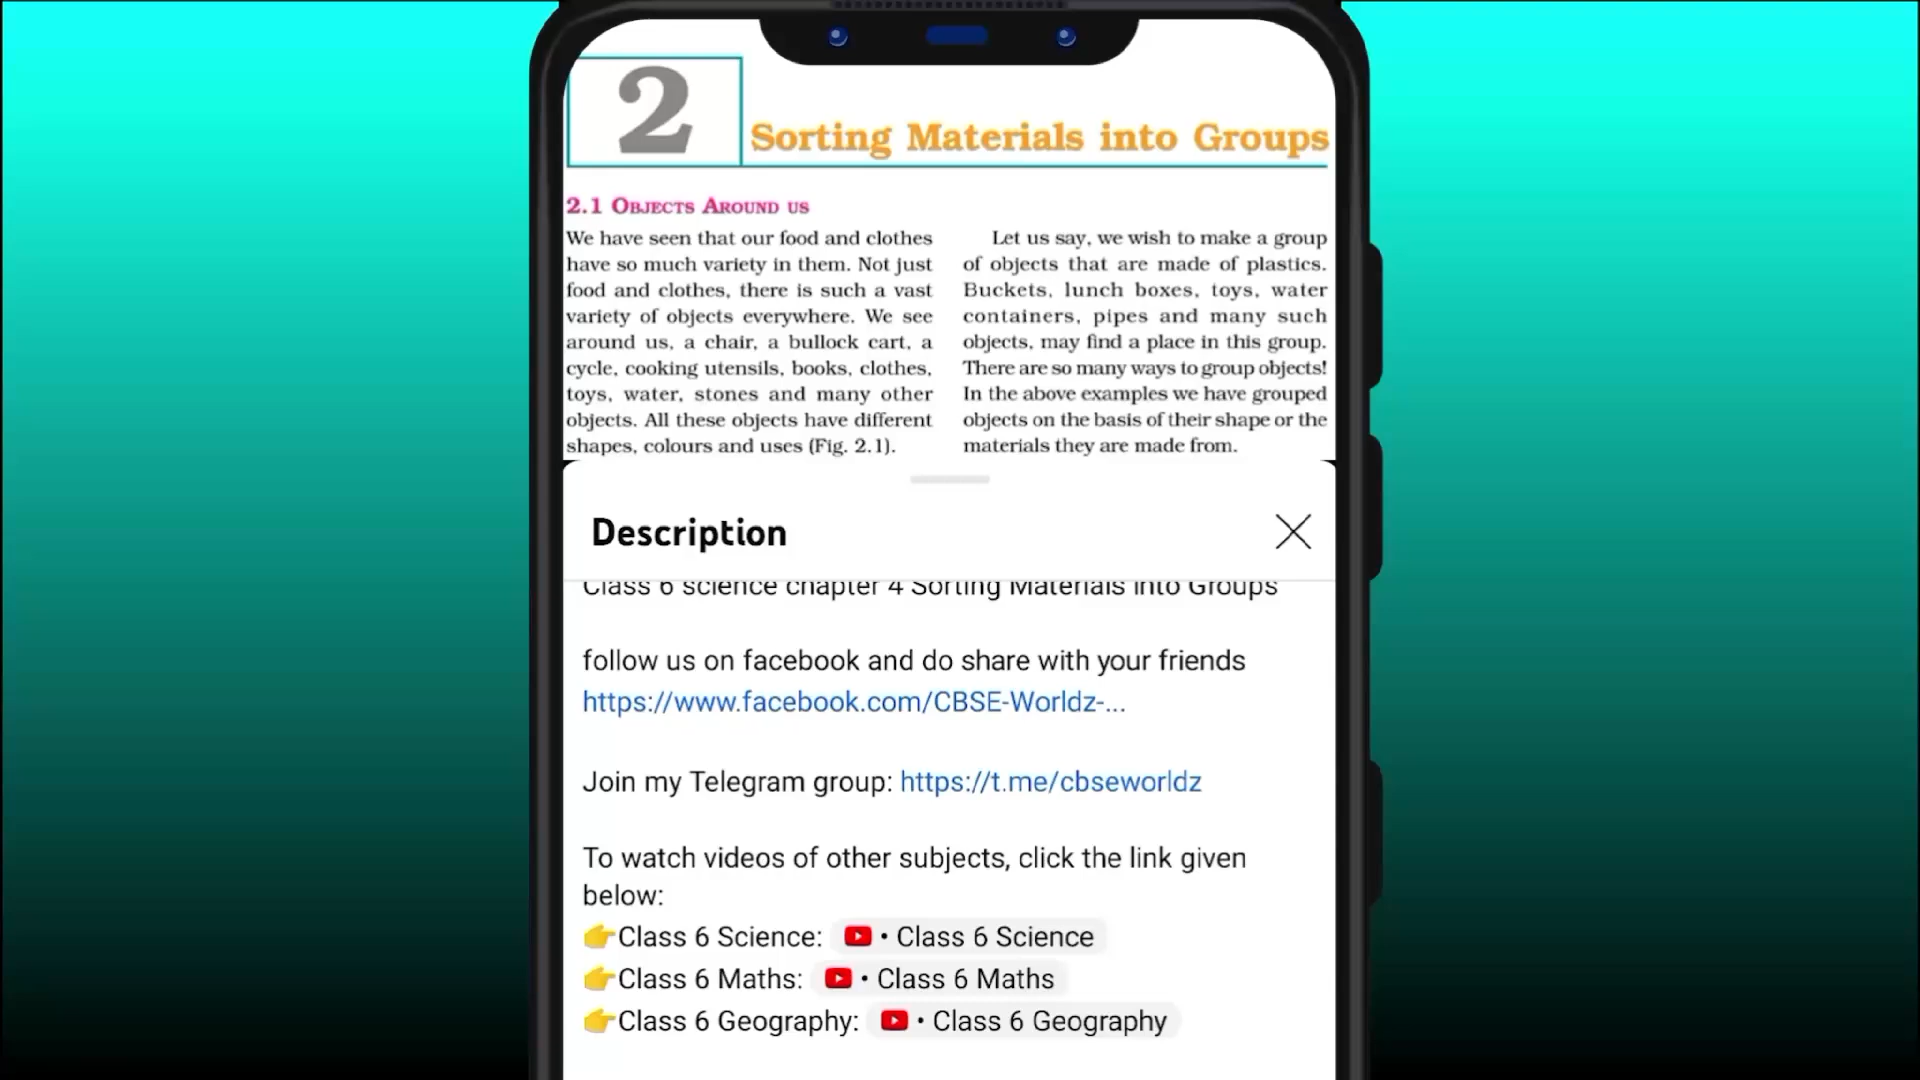 2
Sorting Materials into Groups
2.1 OBJECTS AROUND US
We have seen that our food and clothes
have so much variety in them. Not just
food and clothes, there is such a vast
variety of objects everywhere. We see
around us, a chair, a bullock cart, a
cycle, cooking utensils, books, clothes,
toys, water, stones and many other
objects. All these objects have different
shapes, colours and uses (Fig. 2.1).
Let us say, we wish to make a group
of objects that are made of plastics.
Buckets, lunch boxes, toys, water
containers, pipes and many such
objects, may find a place in this group.
There are so many ways to group objects!
In the above examples we have grouped
objects on the basis of their shape or the
materials they are made from.
Description
Class 6 science chapter 4 Sorting Materials into Groups
follow us on facebook and do share with your friends
https://www.facebook.com/CBSE-Worldz-...
Join my Telegram group: https://t.me/cbseworldz
To watch videos of other subjects, click the link given
below:
👉Class 6 Science: • Class 6 Science
👉Class 6 Maths: • Class 6 Maths
👉Class 6 Geography: • Class 6 Geography